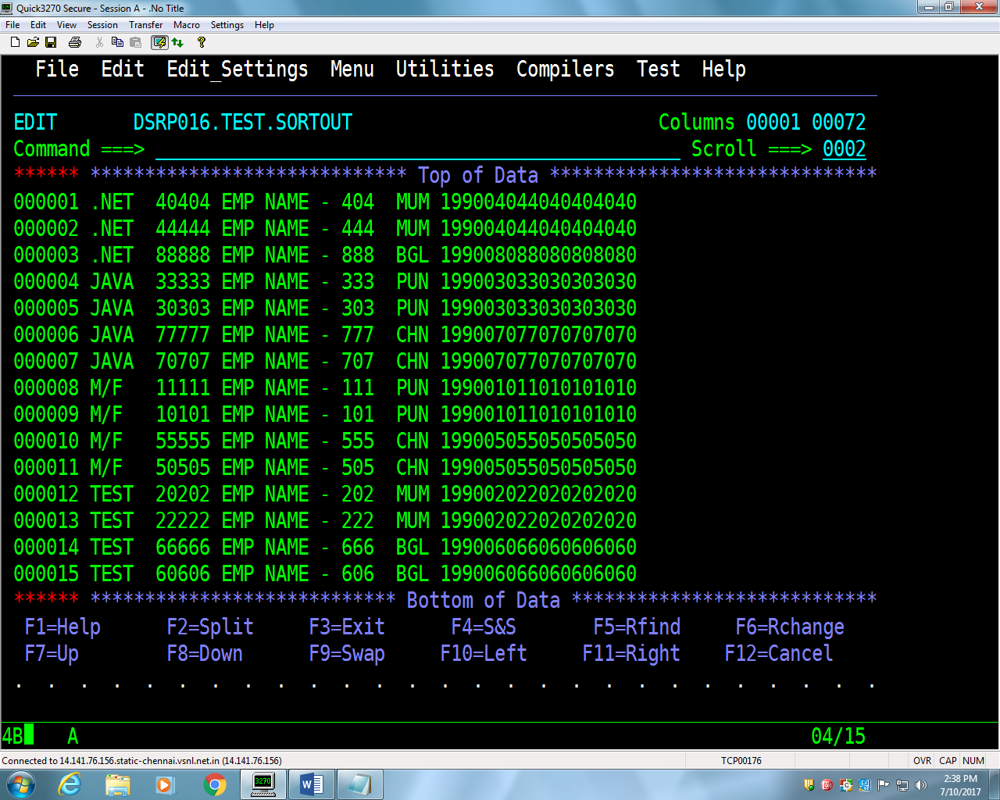 Quick3270 Secure - Session A - .No Title
File Edit View Session Transfer Macro Settings Help
File Edit Edit_Settings Menu Utilities Compilers Test Help
EDIT DSRP016.TEST.SORTOUT Columns 00001 00072
Command ===> Scroll ===> 0002
****** ***************************** Top of Data ******************************
000001 .NET 40404 EMP NAME - 404 MUM 199004044040404040
000002 .NET 44444 EMP NAME - 444 MUM 199004044040404040
000003 .NET 88888 EMP NAME - 888 BGL 199008088080808080
000004 JAVA 33333 EMP NAME - 333 PUN 199003033030303030
000005 JAVA 30303 EMP NAME - 303 PUN 199003033030303030
000006 JAVA 77777 EMP NAME - 777 CHN 199007077070707070
000007 JAVA 70707 EMP NAME - 707 CHN 199007077070707070
000008 M/F 11111 EMP NAME - 111 PUN 199001011010101010
000009 M/F 10101 EMP NAME - 101 PUN 199001011010101010
000010 M/F 55555 EMP NAME - 555 CHN 199005055050505050
000011 M/F 50505 EMP NAME - 505 CHN 199005055050505050
000012 TEST 20202 EMP NAME - 202 MUM 199002022020202020
000013 TEST 22222 EMP NAME - 222 MUM 199002022020202020
000014 TEST 66666 EMP NAME - 666 BGL 199006066060606060
000015 TEST 60606 EMP NAME - 606 BGL 199006066060606060
****** **************************** Bottom of Data ****************************
F1=Help F2=Split F3=Exit F4=S&S F5=Rfind F6=Rchange
F7=Up F8=Down F9=Swap F10=Left F11=Right F12=Cancel
. . . . . . . . . . . . . . . . . . . . . . . . . . .
4B A 04/15
Connected to 14.141.76.156.static-chennai.vsnl.net.in (14.141.76.156) TCP00176 OVR CAP NUM
3270
2:38 PM
7/10/2017